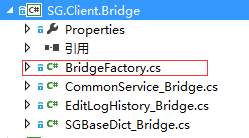 C# SG.Client.Bridge
Properties
引用
C# BridgeFactory.cs
C# CommonService_Bridge.cs
C# EditLogHistory_Bridge.cs
C# SGBaseDict_Bridge.cs